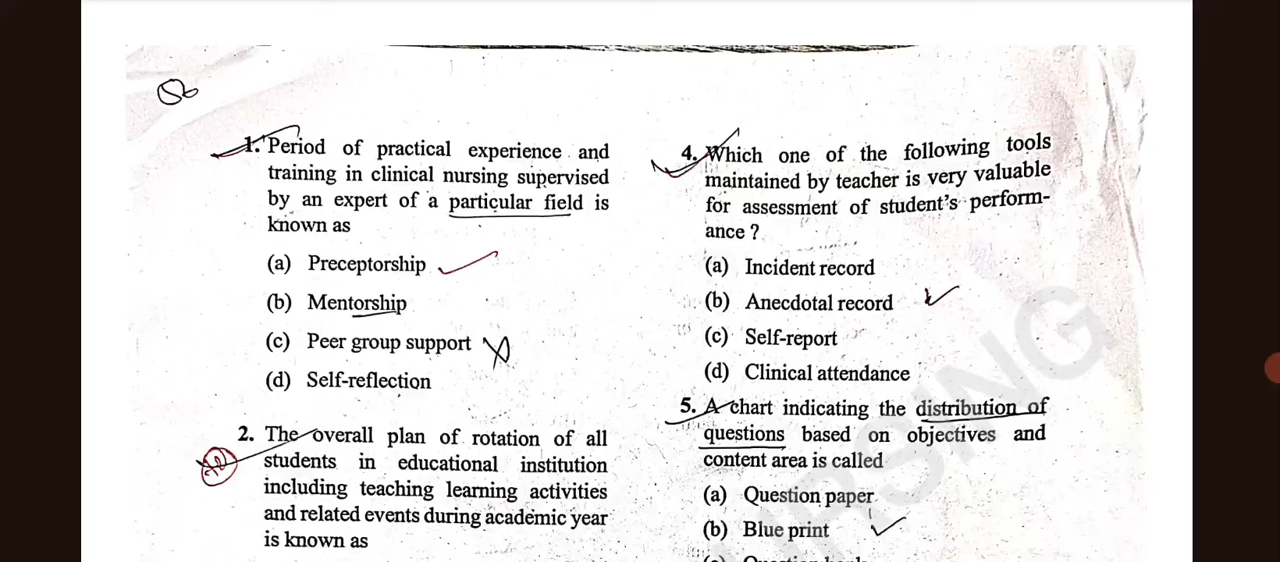 1. Period of practical experience and
training in clinical nursing supervised
by an expert of a particular field is
known as
(a) Preceptorship
(b) Mentorship
(c) Peer group support
(d) Self-reflection
2. The overall plan of rotation of all
students in educational institution
including teaching learning activities
and related events during academic year
is known as
4. Which one of the following tools
maintained by teacher is very valuable
for assessment of student's perform-
ance ?
(a) Incident record
(b) Anecdotal record
(c) Self-report
(d) Clinical attendance
5. A chart indicating the distribution of
questions based on objectives and
content area is called
(a) Question paper
(b) Blue print